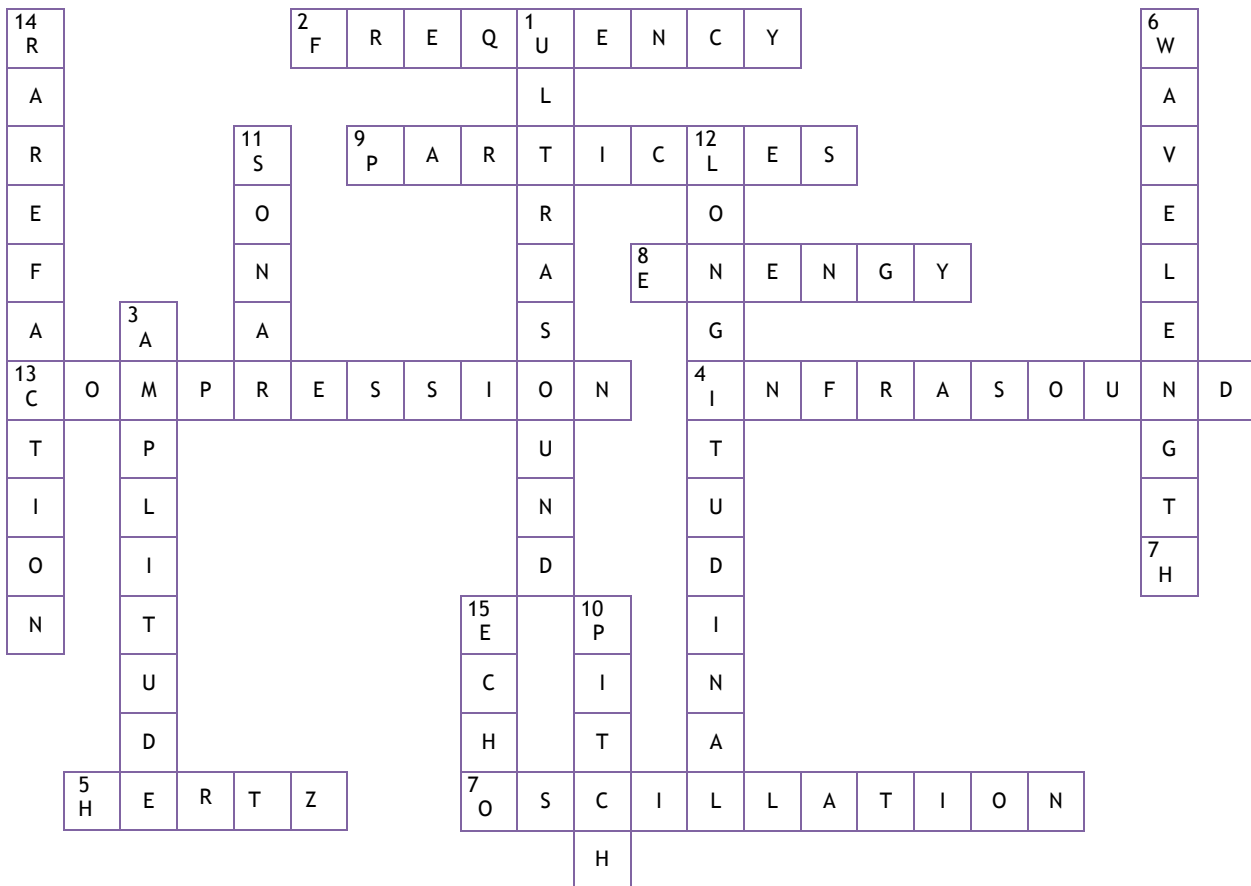 14 R 2 F R E Q 1 U E N C Y 6 W
A L A
R 11 S 9 P A R T I C 12 L E S V
E O R O E
F N A 8 E N E N G Y L
A 3 A A S G E
13 C O M P R E S S I O N 4 I N F R A S O U N D
T P U T G
I L N U T
O I D D 7 H
N T 15 E 10 P I
U C I N
D H T A
5 H E R T Z 7 O S C I L L A T I O N
H